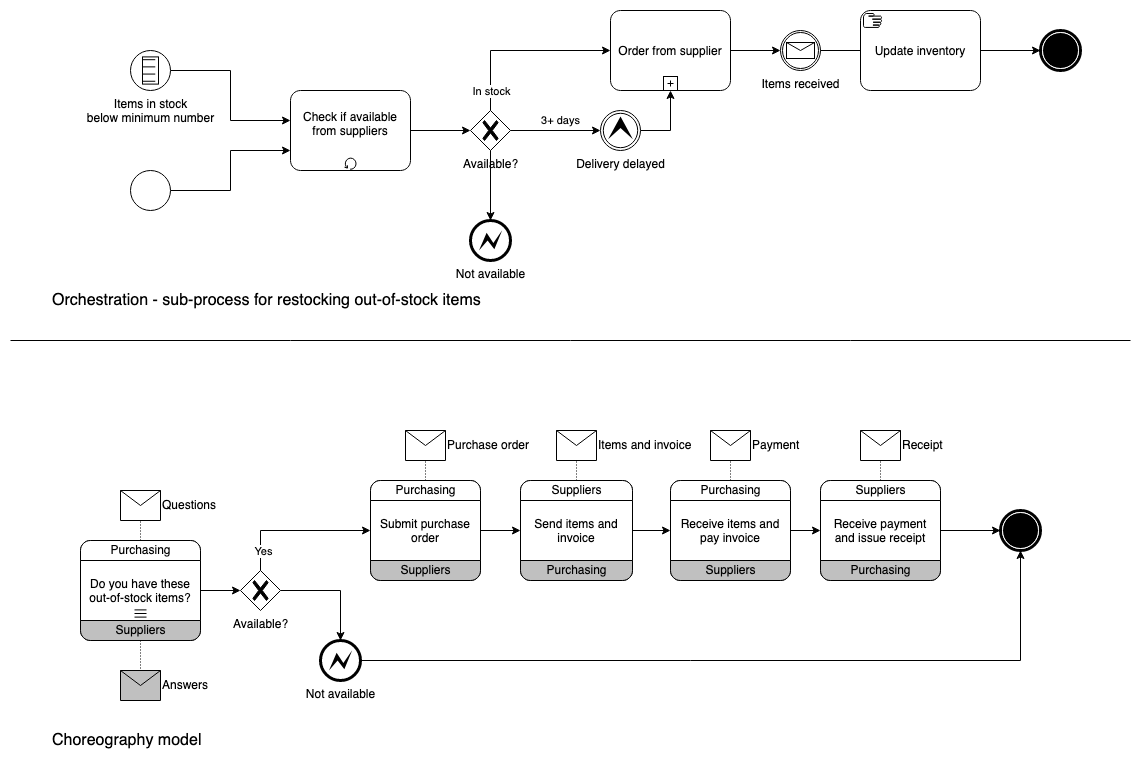 Order from supplier
Items received
Update inventory
Items in stock
below minimum number
Check if available
from suppliers
In stock
3+ days
Available?
Delivery delayed
Not available
Orchestration - sub-process for restocking out-of-stock items
Purchase order
Items and invoice
Payment
Receipt
Questions
Purchasing
Suppliers
Purchasing
Suppliers
Submit purchase
order
Send items and
invoice
Receive items and
pay invoice
Receive payment
and issue receipt
Suppliers
Purchasing
Suppliers
Purchasing
Purchasing
Do you have these
out-of-stock items?
Suppliers
Answers
Yes
Available?
Not available
Choreography model